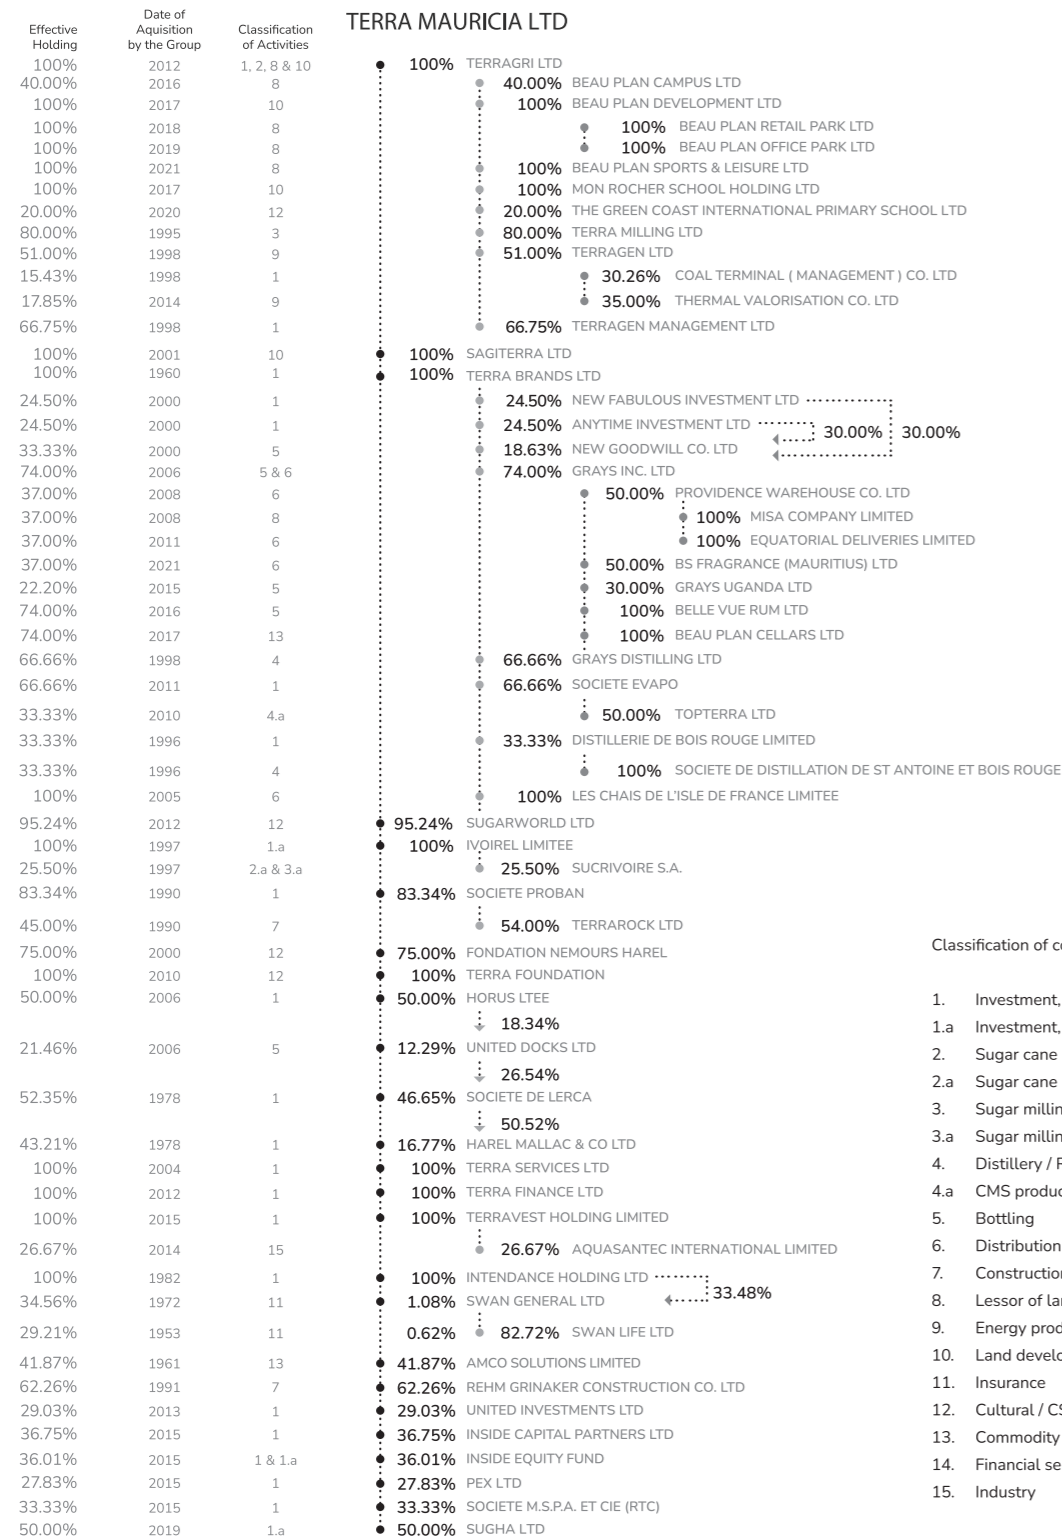 TERRA MAURICIA LTD
Effective Holding
Date of Aquisition by the Group
Classification of Activities
100% 2012 1, 2, 8 & 10 100% TERRAGRI LTD
40.00% 2016 8 40.00% BEAU PLAN CAMPUS LTD
100% 2017 10 100% BEAU PLAN DEVELOPMENT LTD
100% 2018 8 100% BEAU PLAN RETAIL PARK LTD
100% 2019 8 100% BEAU PLAN OFFICE PARK LTD
100% 2021 8 100% BEAU PLAN SPORTS & LEISURE LTD
100% 2017 10 100% MON ROCHER SCHOOL HOLDING LTD
20.00% 2020 12 20.00% THE GREEN COAST INTERNATIONAL PRIMARY SCHOOL LTD
80.00% 1995 3 80.00% TERRA MILLING LTD
51.00% 1998 9 51.00% TERRAGEN LTD
15.43% 1998 1 30.26% COAL TERMINAL ( MANAGEMENT ) CO. LTD
17.85% 2014 9 35.00% THERMAL VALORISATION CO. LTD
66.75% 1998 1 66.75% TERRAGEN MANAGEMENT LTD
100% 2001 10 100% SAGITERRA LTD
100% 1960 1 100% TERRA BRANDS LTD
24.50% 2000 1 24.50% NEW FABULOUS INVESTMENT LTD
24.50% 2000 1 24.50% ANYTIME INVESTMENT LTD 30.00% 30.00%
33.33% 2000 5 18.63% NEW GOODWILL CO. LTD
74.00% 2006 5 & 6 74.00% GRAYS INC. LTD
37.00% 2008 6 50.00% PROVIDENCE WAREHOUSE CO. LTD
37.00% 2008 8 100% MISA COMPANY LIMITED
37.00% 2011 6 100% EQUATORIAL DELIVERIES LIMITED
37.00% 2021 6 50.00% BS FRAGRANCE (MAURITIUS) LTD
22.20% 2015 5 30.00% GRAYS UGANDA LTD
74.00% 2016 5 100% BELLE VUE RUM LTD
74.00% 2017 13 100% BEAU PLAN CELLARS LTD
66.66% 1998 4 66.66% GRAYS DISTILLING LTD
66.66% 2011 1 66.66% SOCIETE EVAPO
33.33% 2010 4.a 50.00% TOPTERRA LTD
33.33% 1996 1 33.33% DISTILLERIE DE BOIS ROUGE LIMITED
33.33% 1996 4 100% SOCIETE DE DISTILLATION DE ST ANTOINE ET BOIS ROUGE
100% 2005 6 100% LES CHAIS DE L'ISLE DE FRANCE LIMITEE
95.24% 2012 12 95.24% SUGARWORLD LTD
100% 1997 1.a 100% IVOIREL LIMITEE
25.50% 1997 2.a & 3.a 25.50% SUCRIVOIRE S.A.
83.34% 1990 1 83.34% SOCIETE PROBAN
45.00% 1990 7 54.00% TERRAROCK LTD
75.00% 2000 12 75.00% FONDATION NEMOURS HAREL
100% 2010 12 100% TERRA FOUNDATION
50.00% 2006 1 50.00% HORUS LTEE
18.34%
21.46% 2006 5 12.29% UNITED DOCKS LTD
26.54%
52.35% 1978 1 46.65% SOCIETE DE LERCA
50.52%
43.21% 1978 1 16.77% HAREL MALLAC & CO LTD
100% 2004 1 100% TERRA SERVICES LTD
100% 2012 1 100% TERRA FINANCE LTD
100% 2015 1 100% TERRAVEST HOLDING LIMITED
26.67% 2014 15 26.67% AQUASANTEC INTERNATIONAL LIMITED
100% 1982 1 100% INTENDANCE HOLDING LTD
33.48%
34.56% 1972 11 1.08% SWAN GENERAL LTD
29.21% 1953 11 0.62% 82.72% SWAN LIFE LTD
41.87% 1961 13 41.87% AMCO SOLUTIONS LIMITED
62.26% 1991 7 62.26% REHM GRINAKER CONSTRUCTION CO. LTD
29.03% 2013 1 29.03% UNITED INVESTMENTS LTD
36.75% 2015 1 36.75% INSIDE CAPITAL PARTNERS LTD
36.01% 2015 1 & 1.a 36.01% INSIDE EQUITY FUND
27.83% 2015 1 27.83% PEX LTD
33.33% 2015 1 33.33% SOCIETE M.S.P.A. ET CIE (RTC)
50.00% 2019 1.a 50.00% SUGHA LTD
Classification of
1. Investment,
1.a Investment,
2. Sugar cane
2.a Sugar cane
3. Sugar
3.a Sugar
4. Distillery /
4.a CMS
5. Bottling
6. Distribution
7.
8. Lessor of
9. Energy
10. Land
11. Insurance
12. Cultural /
13. Commodity
14. Financial
15. Industry